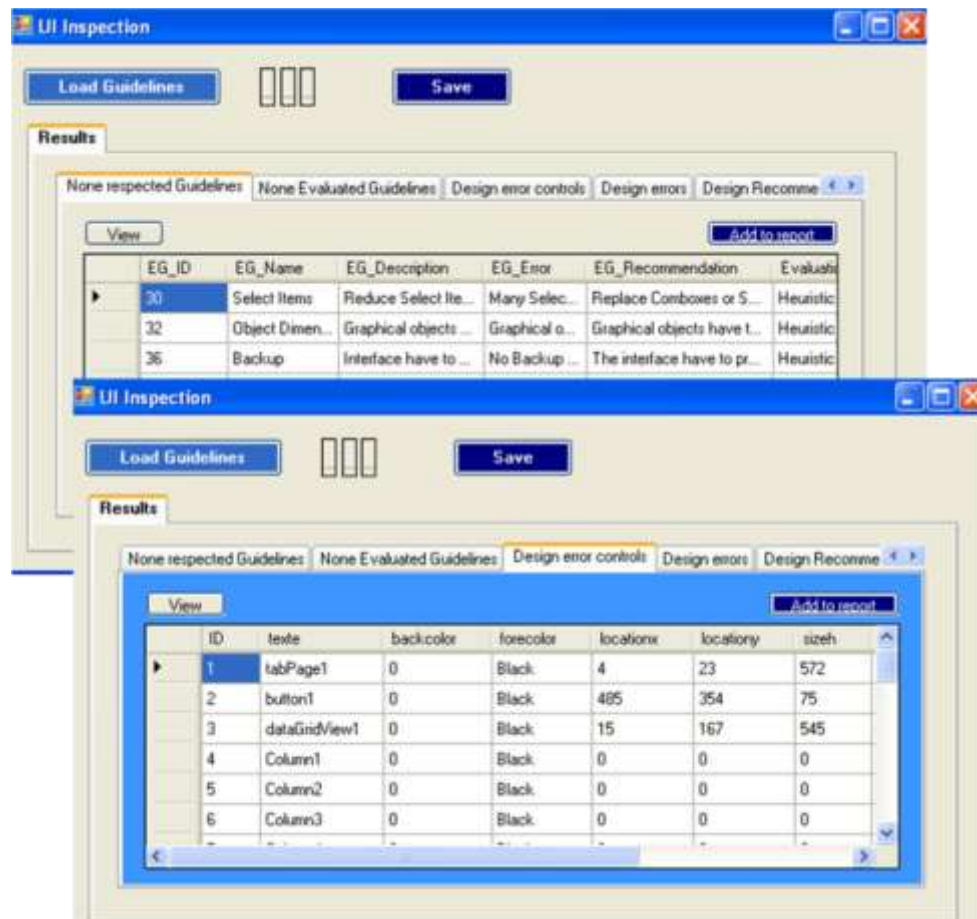 UI Inspection
Load Guidelines Save
Results
None respected Guidelines None Evaluated Guidelines Design error controls Design errors Design Recomme
View Add to report
EG_ID EG_Name EG_Description EG_Error EG_Recommendation Evaluati
30 Select Items Reduce Select Ite... Many Selec... Replace Comboxes or S... Heuristic
32 Object Dimen... Graphical objects ... Graphical o... Graphical objects have t... Heuristic
36 Backup Interface have to ... No Backup ... The interface have to pr... Heuristic
UI Inspection
Load Guidelines Save
Results
None respected Guidelines None Evaluated Guidelines Design error controls Design errors Design Recomme
View Add to report
ID texte backcolor forecolor locationx locationy sizeh
1 tabPage1 0 Black 4 23 572
2 button1 0 Black 485 354 75
3 dataGridView1 0 Black 15 167 545
4 Column1 0 Black 0 0 0
5 Column2 0 Black 0 0 0
6 Column3 0 Black 0 0 0